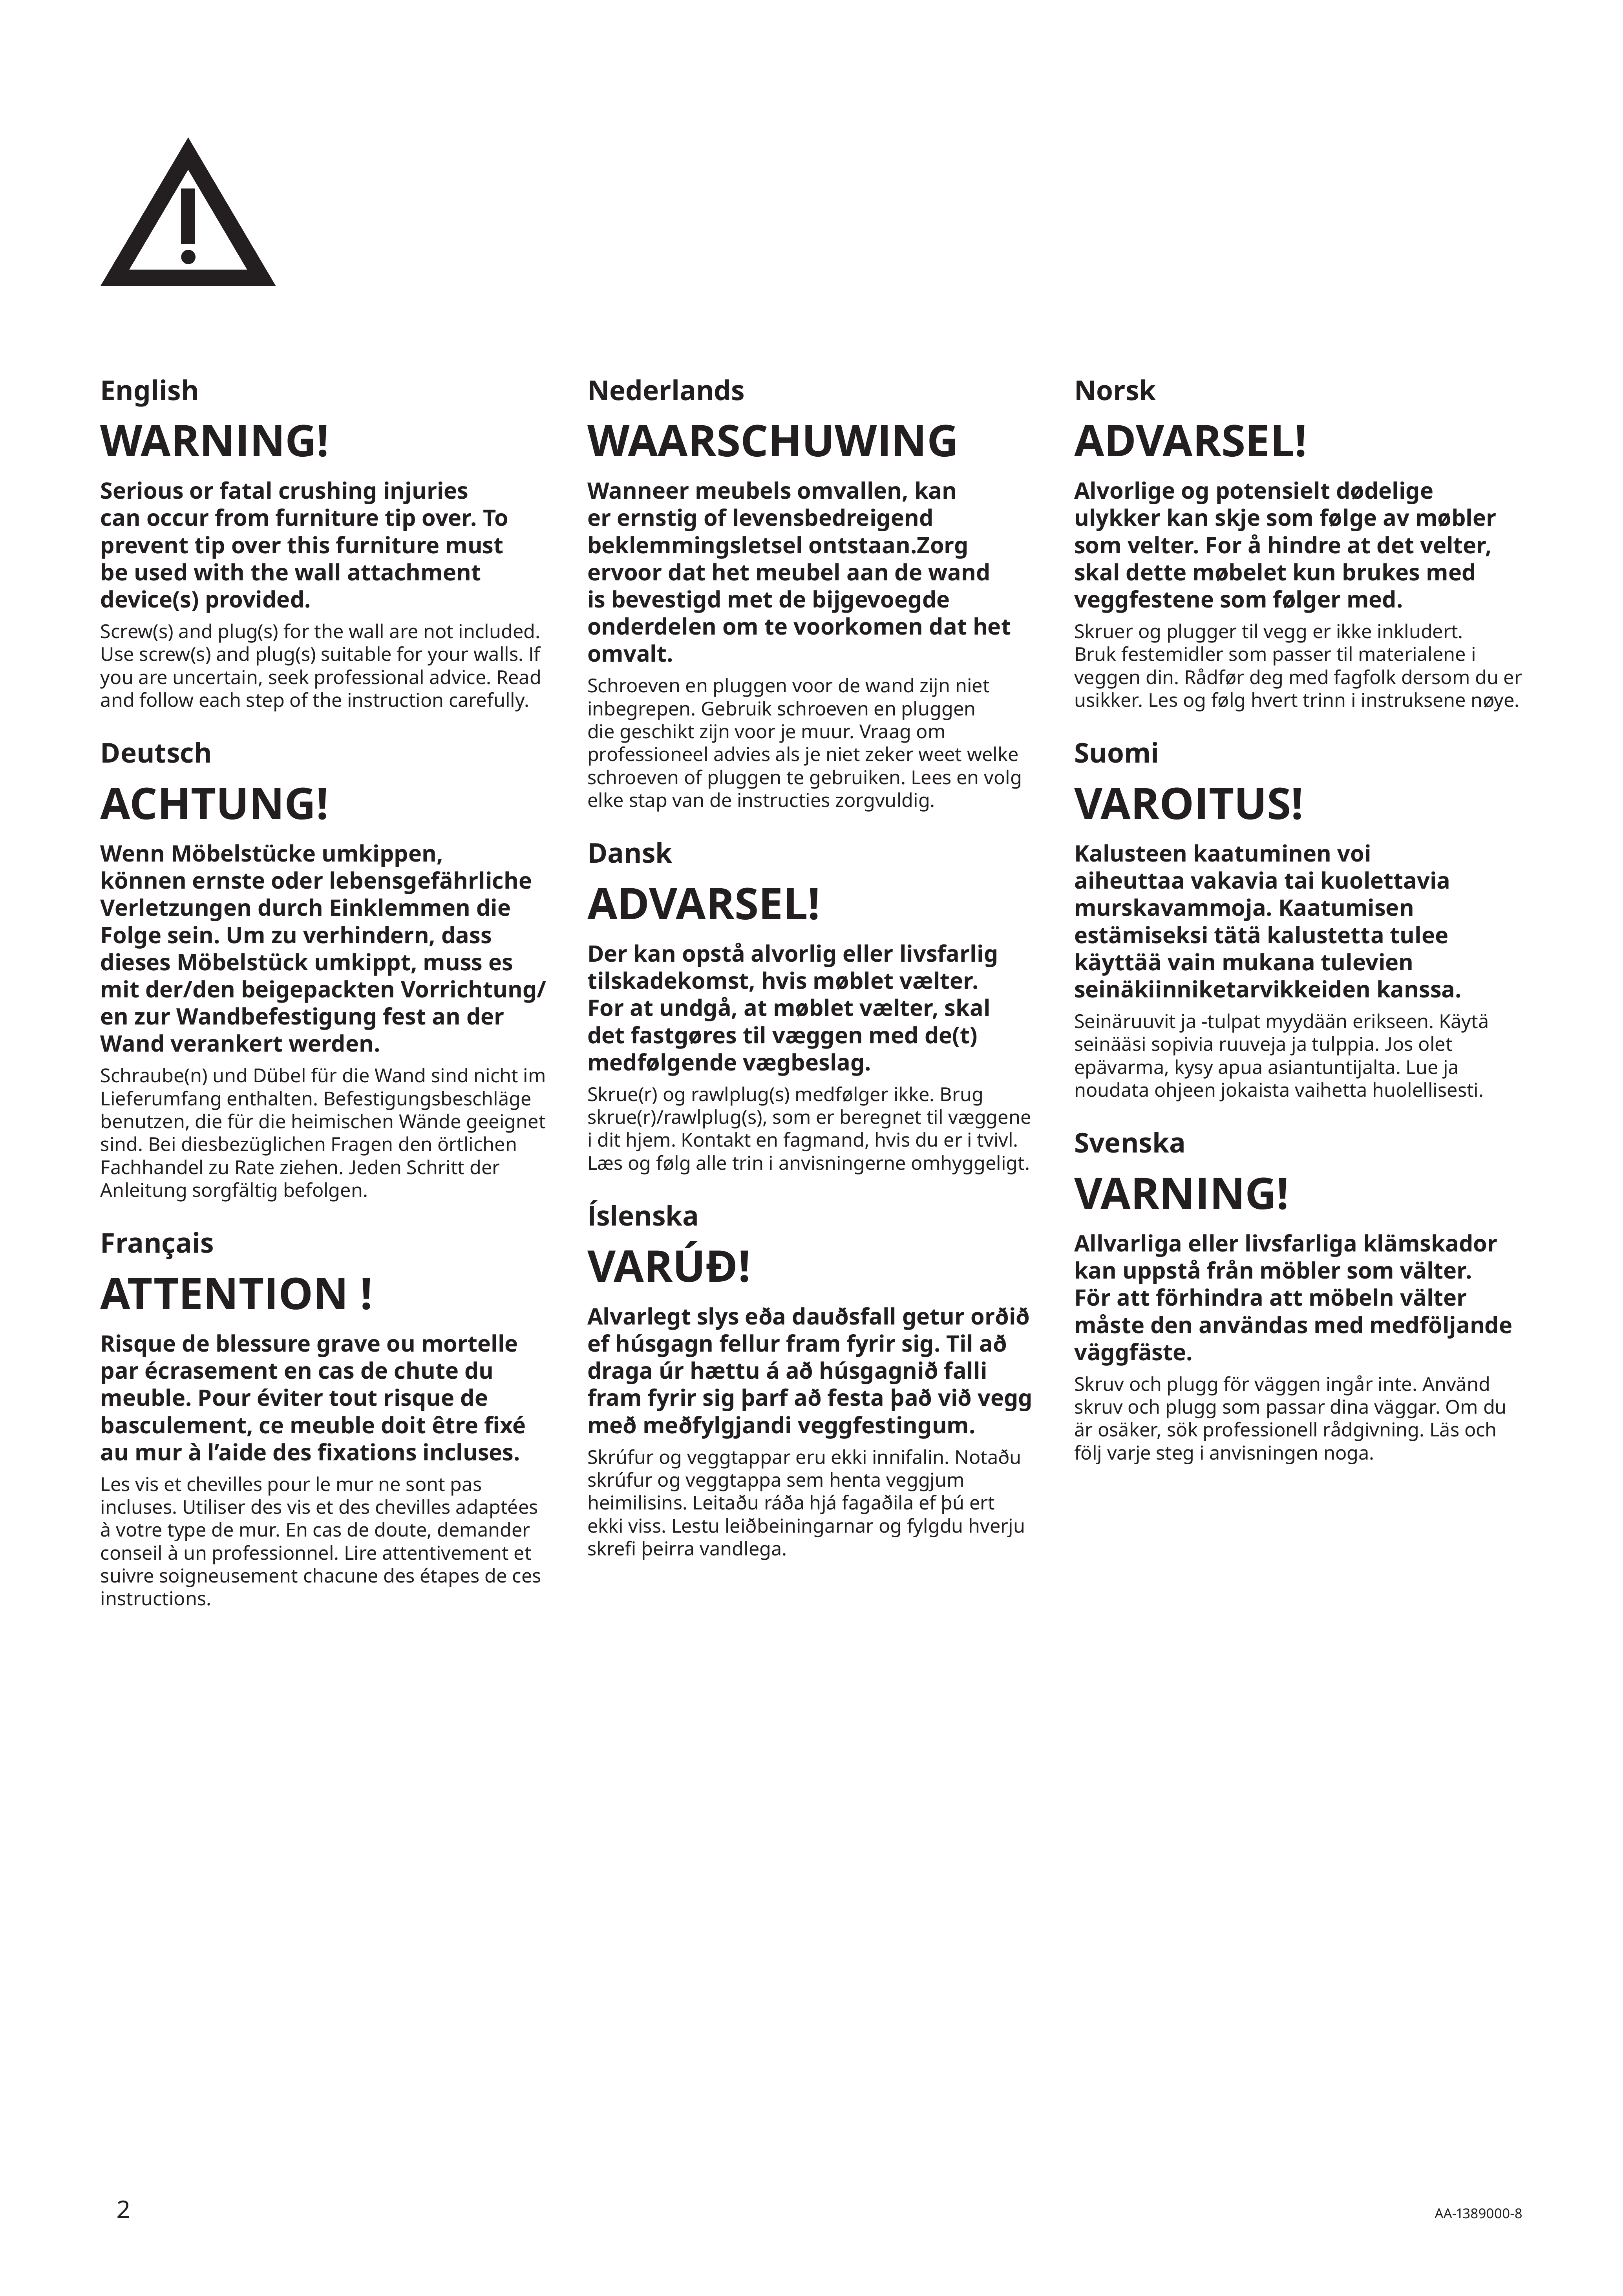 English
WARNING!
Serious or fatal crushing injuries
can occur from furniture tip over. To
prevent tip over this furniture must
be used with the wall attachment
device(s) provided.
Screw(s) and plug(s) for the wall are not included.
Use screw(s) and plug(s) suitable for your walls. If
you are uncertain, seek professional advice. Read
and follow each step of the instruction carefully.
Deutsch
ACHTUNG!
Wenn Möbelstücke umkippen,
können ernste oder lebensgefährliche
Verletzungen durch Einklemmen die
Folge sein. Um zu verhindern, dass
dieses Möbelstück umkippt, muss es
mit der/den beigepackten Vorrichtung/
en zur Wandbefestigung fest an der
Wand verankert werden.
Schraube(n) und Dübel für die Wand sind nicht im
Lieferumfang enthalten. Befestigungsbeschläge
benutzen, die für die heimischen Wände geeignet
sind. Bei diesbezüglichen Fragen den örtlichen
Fachhandel zu Rate ziehen. Jeden Schritt der
Anleitung sorgfältig befolgen.
Français
ATTENTION !
Risque de blessure grave ou mortelle
par écrasement en cas de chute du
meuble. Pour éviter tout risque de
basculement, ce meuble doit être fixé
au mur à l’aide des fixations incluses.
Les vis et chevilles pour le mur ne sont pas
incluses. Utiliser des vis et des chevilles adaptées
à votre type de mur. En cas de doute, demander
conseil à un professionnel. Lire attentivement et
suivre soigneusement chacune des étapes de ces
instructions.
Nederlands
WAARSCHUWING
Wanneer meubels omvallen, kan
er ernstig of levensbedreigend
beklemmingsletsel ontstaan.Zorg
ervoor dat het meubel aan de wand
is bevestigd met de bijgevoegde
onderdelen om te voorkomen dat het
omvalt.
Schroeven en pluggen voor de wand zijn niet
inbegrepen. Gebruik schroeven en pluggen
die geschikt zijn voor je muur. Vraag om
professioneel advies als je niet zeker weet welke
schroeven of pluggen te gebruiken. Lees en volg
elke stap van de instructies zorgvuldig.
Dansk
ADVARSEL!
Der kan opstå alvorlig eller livsfarlig
tilskadekomst, hvis møblet vælter.
For at undgå, at møblet vælter, skal
det fastgøres til væggen med de(t)
medfølgende vægbeslag.
Skrue(r) og rawlplug(s) medfølger ikke. Brug
skrue(r)/rawlplug(s), som er beregnet til væggene
i dit hjem. Kontakt en fagmand, hvis du er i tvivl.
Læs og følg alle trin i anvisningerne omhyggeligt.
Íslenska
VARÚÐ!
Alvarlegt slys eða dauðsfall getur orðið
ef húsgagn fellur fram fyrir sig. Til að
draga úr hættu á að húsgagnið falli
fram fyrir sig þarf að festa það við vegg
með meðfylgjandi veggfestingum.
Skrúfur og veggtappar eru ekki innifalin. Notaðu
skrúfur og veggtappa sem henta veggjum
heimilisins. Leitaðu ráða hjá fagaðila ef þú ert
ekki viss. Lestu leiðbeiningarnar og fylgdu hverju
skrefi þeirra vandlega.
Norsk
ADVARSEL!
Alvorlige og potensielt dødelige
ulykker kan skje som følge av møbler
som velter. For å hindre at det velter,
skal dette møbelet kun brukes med
veggfestene som følger med.
Skruer og plugger til vegg er ikke inkludert.
Bruk festemidler som passer til materialene i
veggen din. Rådfør deg med fagfolk dersom du er
usikker. Les og følg hvert trinn i instruksene nøye.
Suomi
VAROITUS!
Kalusteen kaatuminen voi
aiheuttaa vakavia tai kuolettavia
murskavammoja. Kaatumisen
estämiseksi tätä kalustetta tulee
käyttää vain mukana tulevien
seinäkiinniketarvikkeiden kanssa.
Seinäruuvit ja -tulpat myydään erikseen. Käytä
seinääsi sopivia ruuveja ja tulppia. Jos olet
epävarma, kysy apua asiantuntijalta. Lue ja
noudata ohjeen jokaista vaihetta huolellisesti.
Svenska
VARNING!
Allvarliga eller livsfarliga klämskador
kan uppstå från möbler som välter.
För att förhindra att möbeln välter
måste den användas med medföljande
väggfäste.
Skruv och plugg för väggen ingår inte. Använd
skruv och plugg som passar dina väggar. Om du
är osäker, sök professionell rådgivning. Läs och
följ varje steg i anvisningen noga.
2
AA-1389000-8